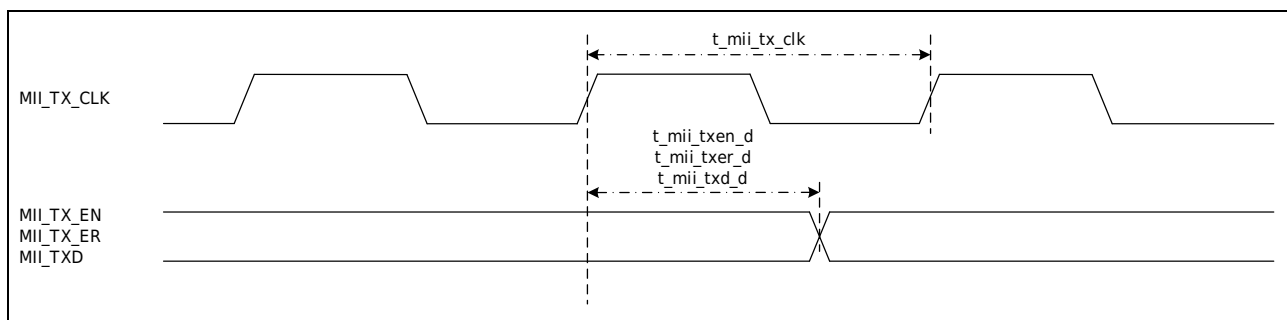 t_mii_tx_clk
MII_TX_CLK
t_mii_txen_d
t_mii_txer_d
t_mii_txd_d
MII_TX_EN
MII_TX_ER
MII_TXD